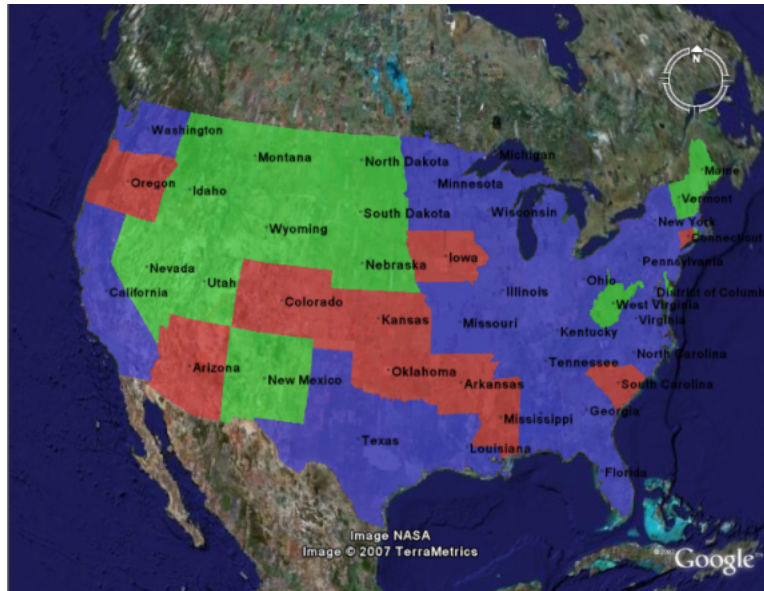 N
Washington
Montana
North Dakota
Michigan
Minnesota
Maine
Oregon
Idaho
Vermont
South Dakota
Wisconsin
New York
Wyoming
Connecticut
Nebraska
Iowa
Pennsylvania
Nevada
Utah
Ohio
California
Colorado
Illinois
District of Columb
West Virginia
Kansas
Missouri
Virginia
Kentucky
North Carolina
Tennessee
Arizona
New Mexico
Oklahoma
Arkansas
South Carolina
Mississippi
Georgia
Texas
Louisiana
Florida
Image NASA
Image © 2007 TerraMetrics
Google